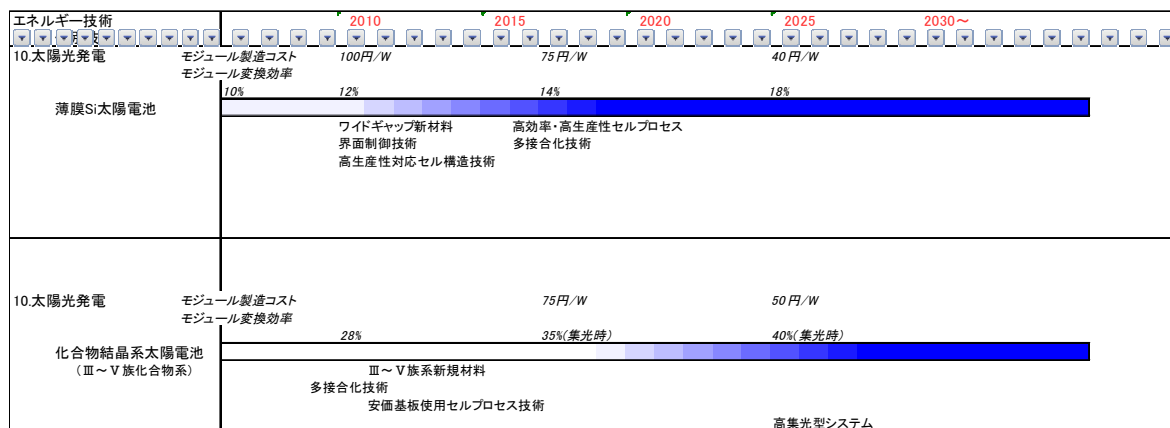 エネルギー技術 2010 2015 2020 2025 2030～
10.太陽光発電 モジュール製造コスト 100円/W 75円/W 40円/W
モジュール変換効率
10% 12% 14% 18%
薄膜Si太陽電池
ワイドギャップ新材料 高効率・高生産性セルプロセス
界面制御技術 多接合化技術
高生産性対応セル構造技術
10.太陽光発電 モジュール製造コスト 75円/W 50円/W
モジュール変換効率
28% 35%(集光時) 40%(集光時)
化合物結晶系太陽電池
(Ⅲ～Ⅴ族化合物系) Ⅲ～Ⅴ族系新規材料
多接合化技術
安価基板使用セルプロセス技術
高集光型システム